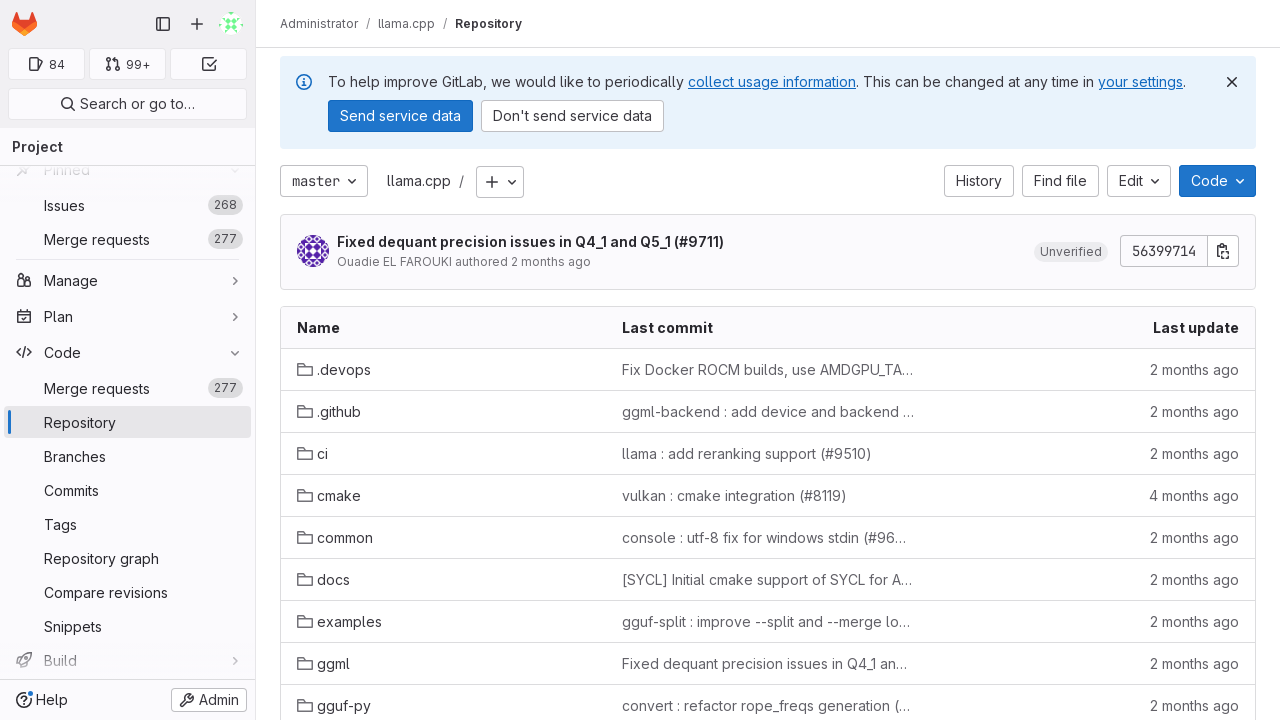 84
99+
Search or go to…
Project
Pinned
Issues 268
Merge requests 277
Manage
Plan
Code
Merge requests 277
Repository
Branches
Commits
Tags
Repository graph
Compare revisions
Snippets
Build
Help
Admin
Administrator / llama.cpp / Repository
To help improve GitLab, we would like to periodically collect usage information. This can be changed at any time in your settings.
Send service data Don't send service data
master llama.cpp / History Find file Edit Code
Fixed dequant precision issues in Q4_1 and Q5_1 (#9711)
Ouadie EL FAROUKI authored 2 months ago
Unverified 56399714
Name Last commit Last update
.devops Fix Docker ROCM builds, use AMDGPU_TA… 2 months ago
.github ggml-backend : add device and backend … 2 months ago
ci llama : add reranking support (#9510) 2 months ago
cmake vulkan : cmake integration (#8119) 4 months ago
common console : utf-8 fix for windows stdin (#96… 2 months ago
docs [SYCL] Initial cmake support of SYCL for A… 2 months ago
examples gguf-split : improve --split and --merge lo… 2 months ago
ggml Fixed dequant precision issues in Q4_1 an… 2 months ago
gguf-py convert : refactor rope_freqs generation (… 2 months ago